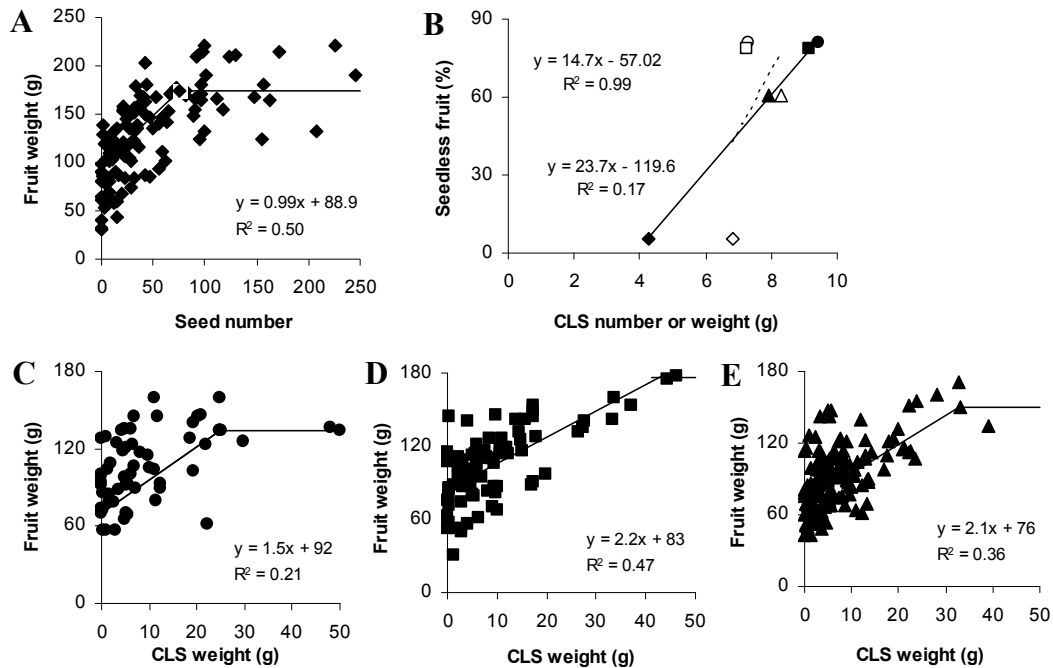 A
Fruit weight (g)
250
200
150
100
50
0
0 50 100 150 200 250
Seed number
y = 0.99x + 88.9
R² = 0.50
B
Seedless fruit (%)
90
60
30
0
0 2 4 6 8 10
CLS number or weight (g)
y = 14.7x - 57.02
R² = 0.99
y = 23.7x - 119.6
R² = 0.17
C
Fruit weight (g)
180
120
60
0
0 10 20 30 40 50
CLS weight (g)
y = 1.5x + 92
R² = 0.21
D
Fruit weight (g)
180
120
60
0
0 10 20 30 40 50
CLS weight (g)
y = 2.2x + 83
R² = 0.47
E
Fruit weight (g)
180
120
60
0
0 10 20 30 40 50
CLS weight (g)
y = 2.1x + 76
R² = 0.36